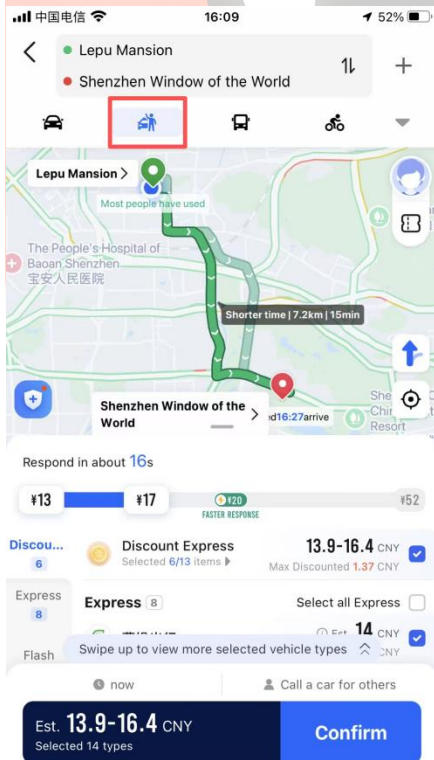 中国电信
16:09
52%
Lepu Mansion
Shenzhen Window of the World
Lepu Mansion >
Most people have used
The People's Hospital of
Baoan Shenzhen
宝安人民医院
Shorter time | 7.2km | 15min
Shenzhen Window of the
World >
16:27arrive
Resort
Respond in about 16s
¥13
¥17
¥20
¥52
FASTER RESPONSE
Discou...
6
Discount Express
Selected 6/13 items
13.9-16.4 CNY
Max Discounted 1.37 CNY
Express
8
Express 8
Select all Express
Est. 14 CNY
Flash
Swipe up to view more selected vehicle types
CNY
now
Call a car for others
Est. 13.9-16.4 CNY
Selected 14 types
Confirm